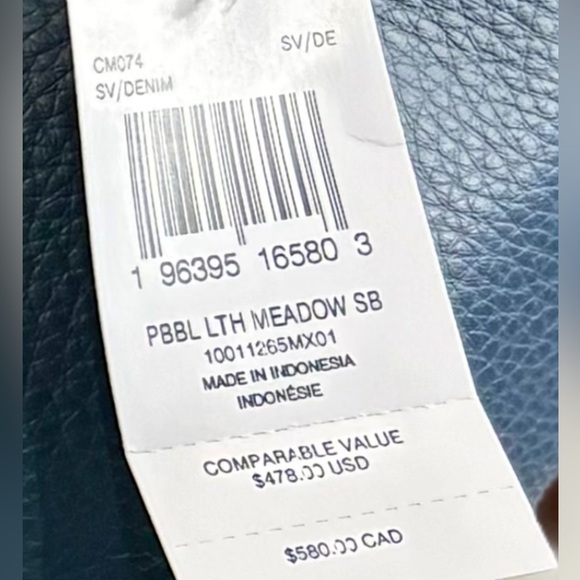 CM074 SV/DE
SV/DENIM
1 96395 16580 3
PBBL LTH MEADOW SB
10011265MX01
MADE IN INDONESIA
INDONÉSIE
COMPARABLE VALUE
$478.00 USD
$580.00 CAD